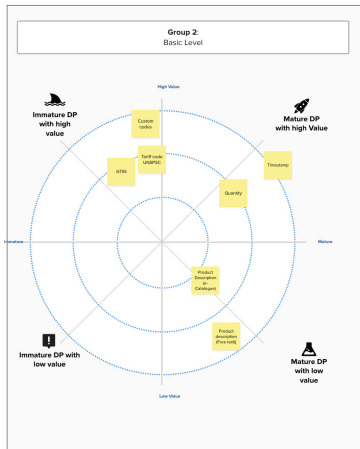 Group 2:
Basic Level
High Value
Immature DP
with high
value
Mature DP
with high Value
Custom
codes
Tariff code
UNSPSC
GTIN
Timestamp
Quantity
Immature
Mature
Product
Description
(e-
Catalogue)
Product
description
(Free text)
Immature DP with
low value
Mature DP
with low
value
Low Value